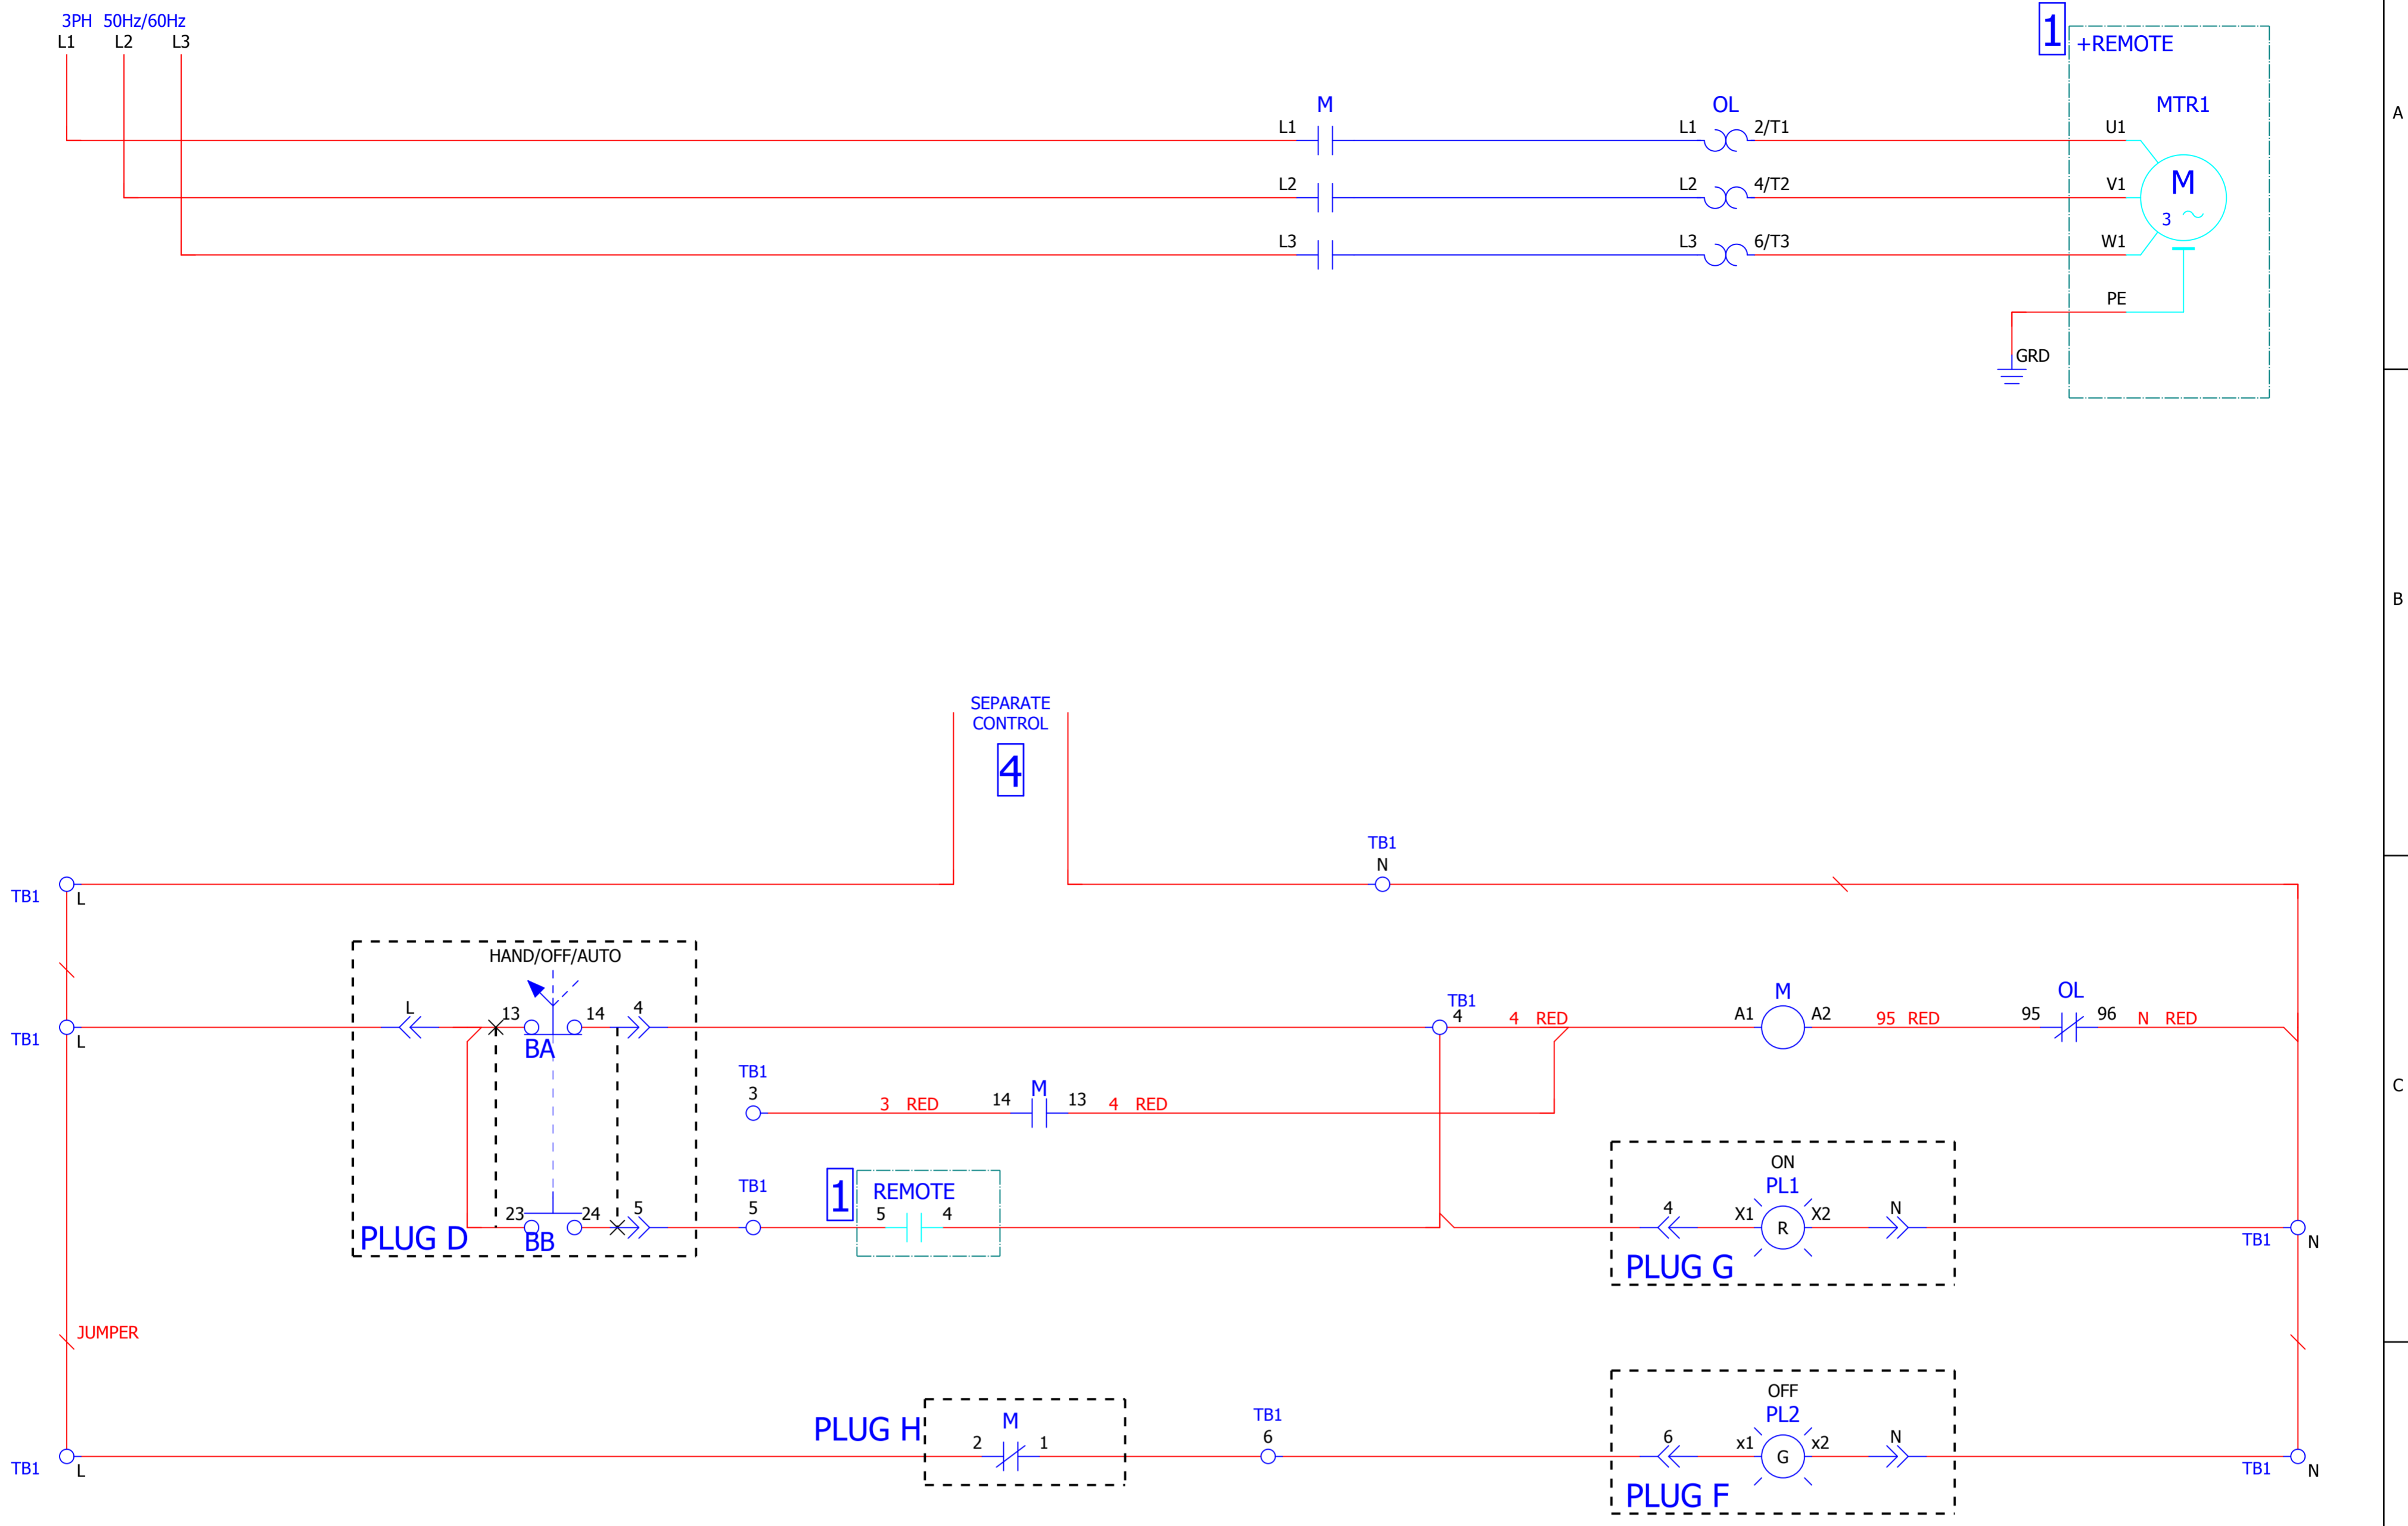 3PH 50Hz/60Hz
L1 L2 L3
1
+REMOTE
M
OL
MTR1
L1
L1
2/T1
U1
L2
L2
4/T2
V1
M
3
L3
L3
6/T3
W1
PE
GRD
A
B
SEPARATE
CONTROL
4
TB1
N
TB1
L
HAND/OFF/AUTO
TB1
L
L
13
14
4
BA
TB1
4
4 RED
A1
M
A2
95 RED
95
OL
96
N RED
TB1
3
3 RED
14
M
13
4 RED
C
PLUG D
23
24
5
BB
TB1
5
1
REMOTE
5
4
ON
PL1
4
X1
R
X2
N
PLUG G
TB1
N
JUMPER
TB1
L
PLUG H
M
2
1
TB1
6
OFF
PL2
6
x1
G
x2
N
PLUG F
TB1
N